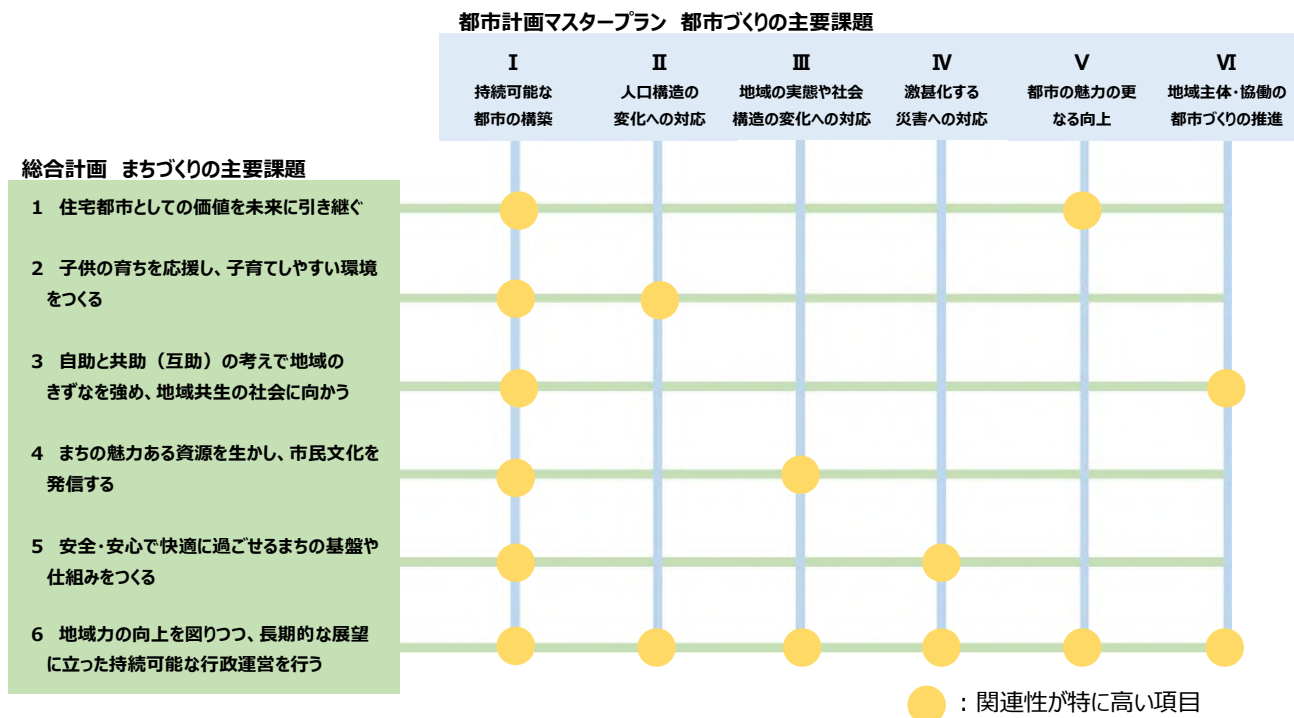 都市計画マスタープラン 都市づくりの主要課題
Ⅰ
持続可能な
都市の構築
Ⅱ
人口構造の
変化への対応
Ⅲ
地域の実態や社会
構造の変化への対応
Ⅳ
激甚化する
災害への対応
Ⅴ
都市の魅力の更
なる向上
Ⅵ
地域主体・協働の
都市づくりの推進
総合計画 まちづくりの主要課題
1 住宅都市としての価値を未来に引き継ぐ
2 子供の育ちを応援し、子育てしやすい環境
をつくる
3 自助と共助（互助）の考えで地域の
きずなを強め、地域共生の社会に向かう
4 まちの魅力ある資源を生かし、市民文化を
発信する
5 安全・安心で快適に過ごせるまちの基盤や
仕組みをつくる
6 地域力の向上を図りつつ、長期的な展望
に立った持続可能な行政運営を行う
：関連性が特に高い項目